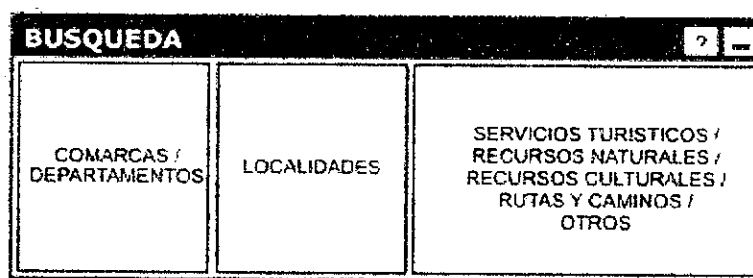 BUSQUEDA ?
COMARCAS /
DEPARTAMENTOS
LOCALIDADES
SERVICIOS TURISTICOS /
RECURSOS NATURALES /
RECURSOS CULTURALES /
RUTAS Y CAMINOS /
OTROS